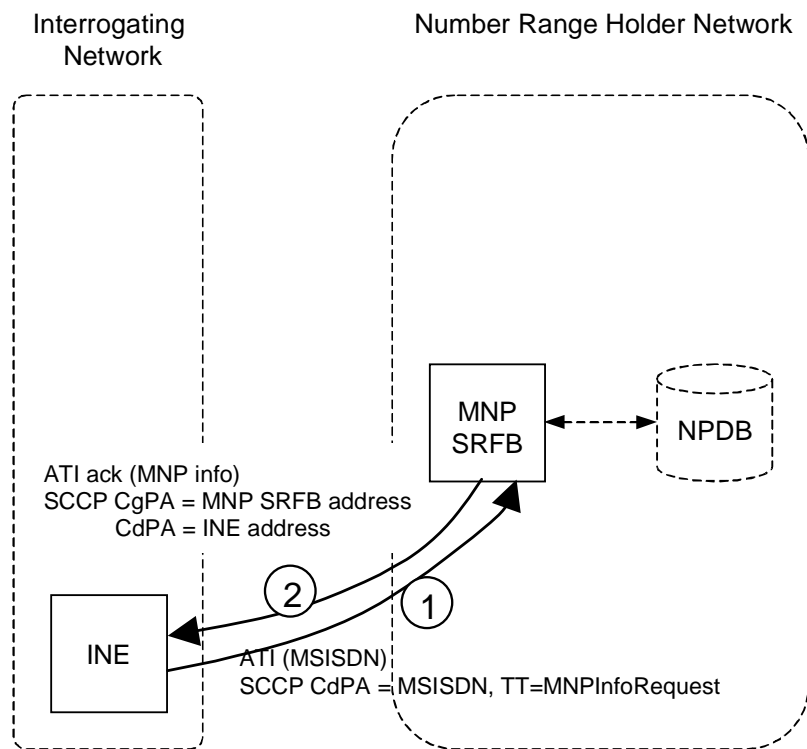 Interrogating
Network
Number Range Holder Network
MNP
SRFB
NPDB
ATI ack (MNP info)
SCCP CgPA = MNP SRFB address
CdPA = INE address
2
1
INE
ATI (MSISDN)
SCCP CdPA = MSISDN, TT=MNPInfoRequest